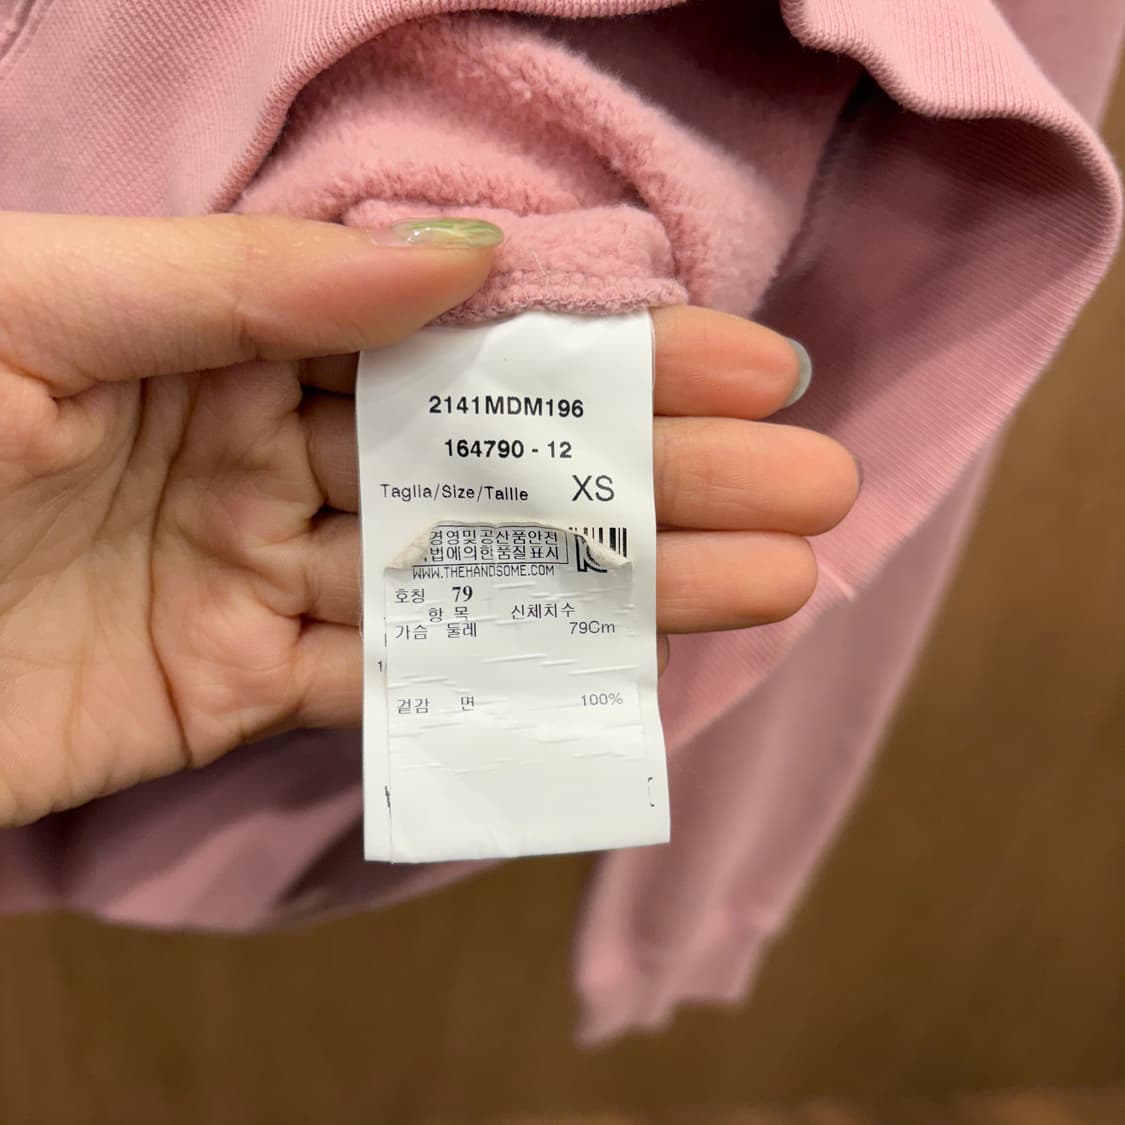 2141MDM196
164790 - 12
Taglia/Size/Taille XS
경영및공산품안전
법에의한품질표시
WWW.THEHANDSOME.COM
호칭 79
항 목 신체치수
가슴 둘레 79Cm
겉감 면 100%